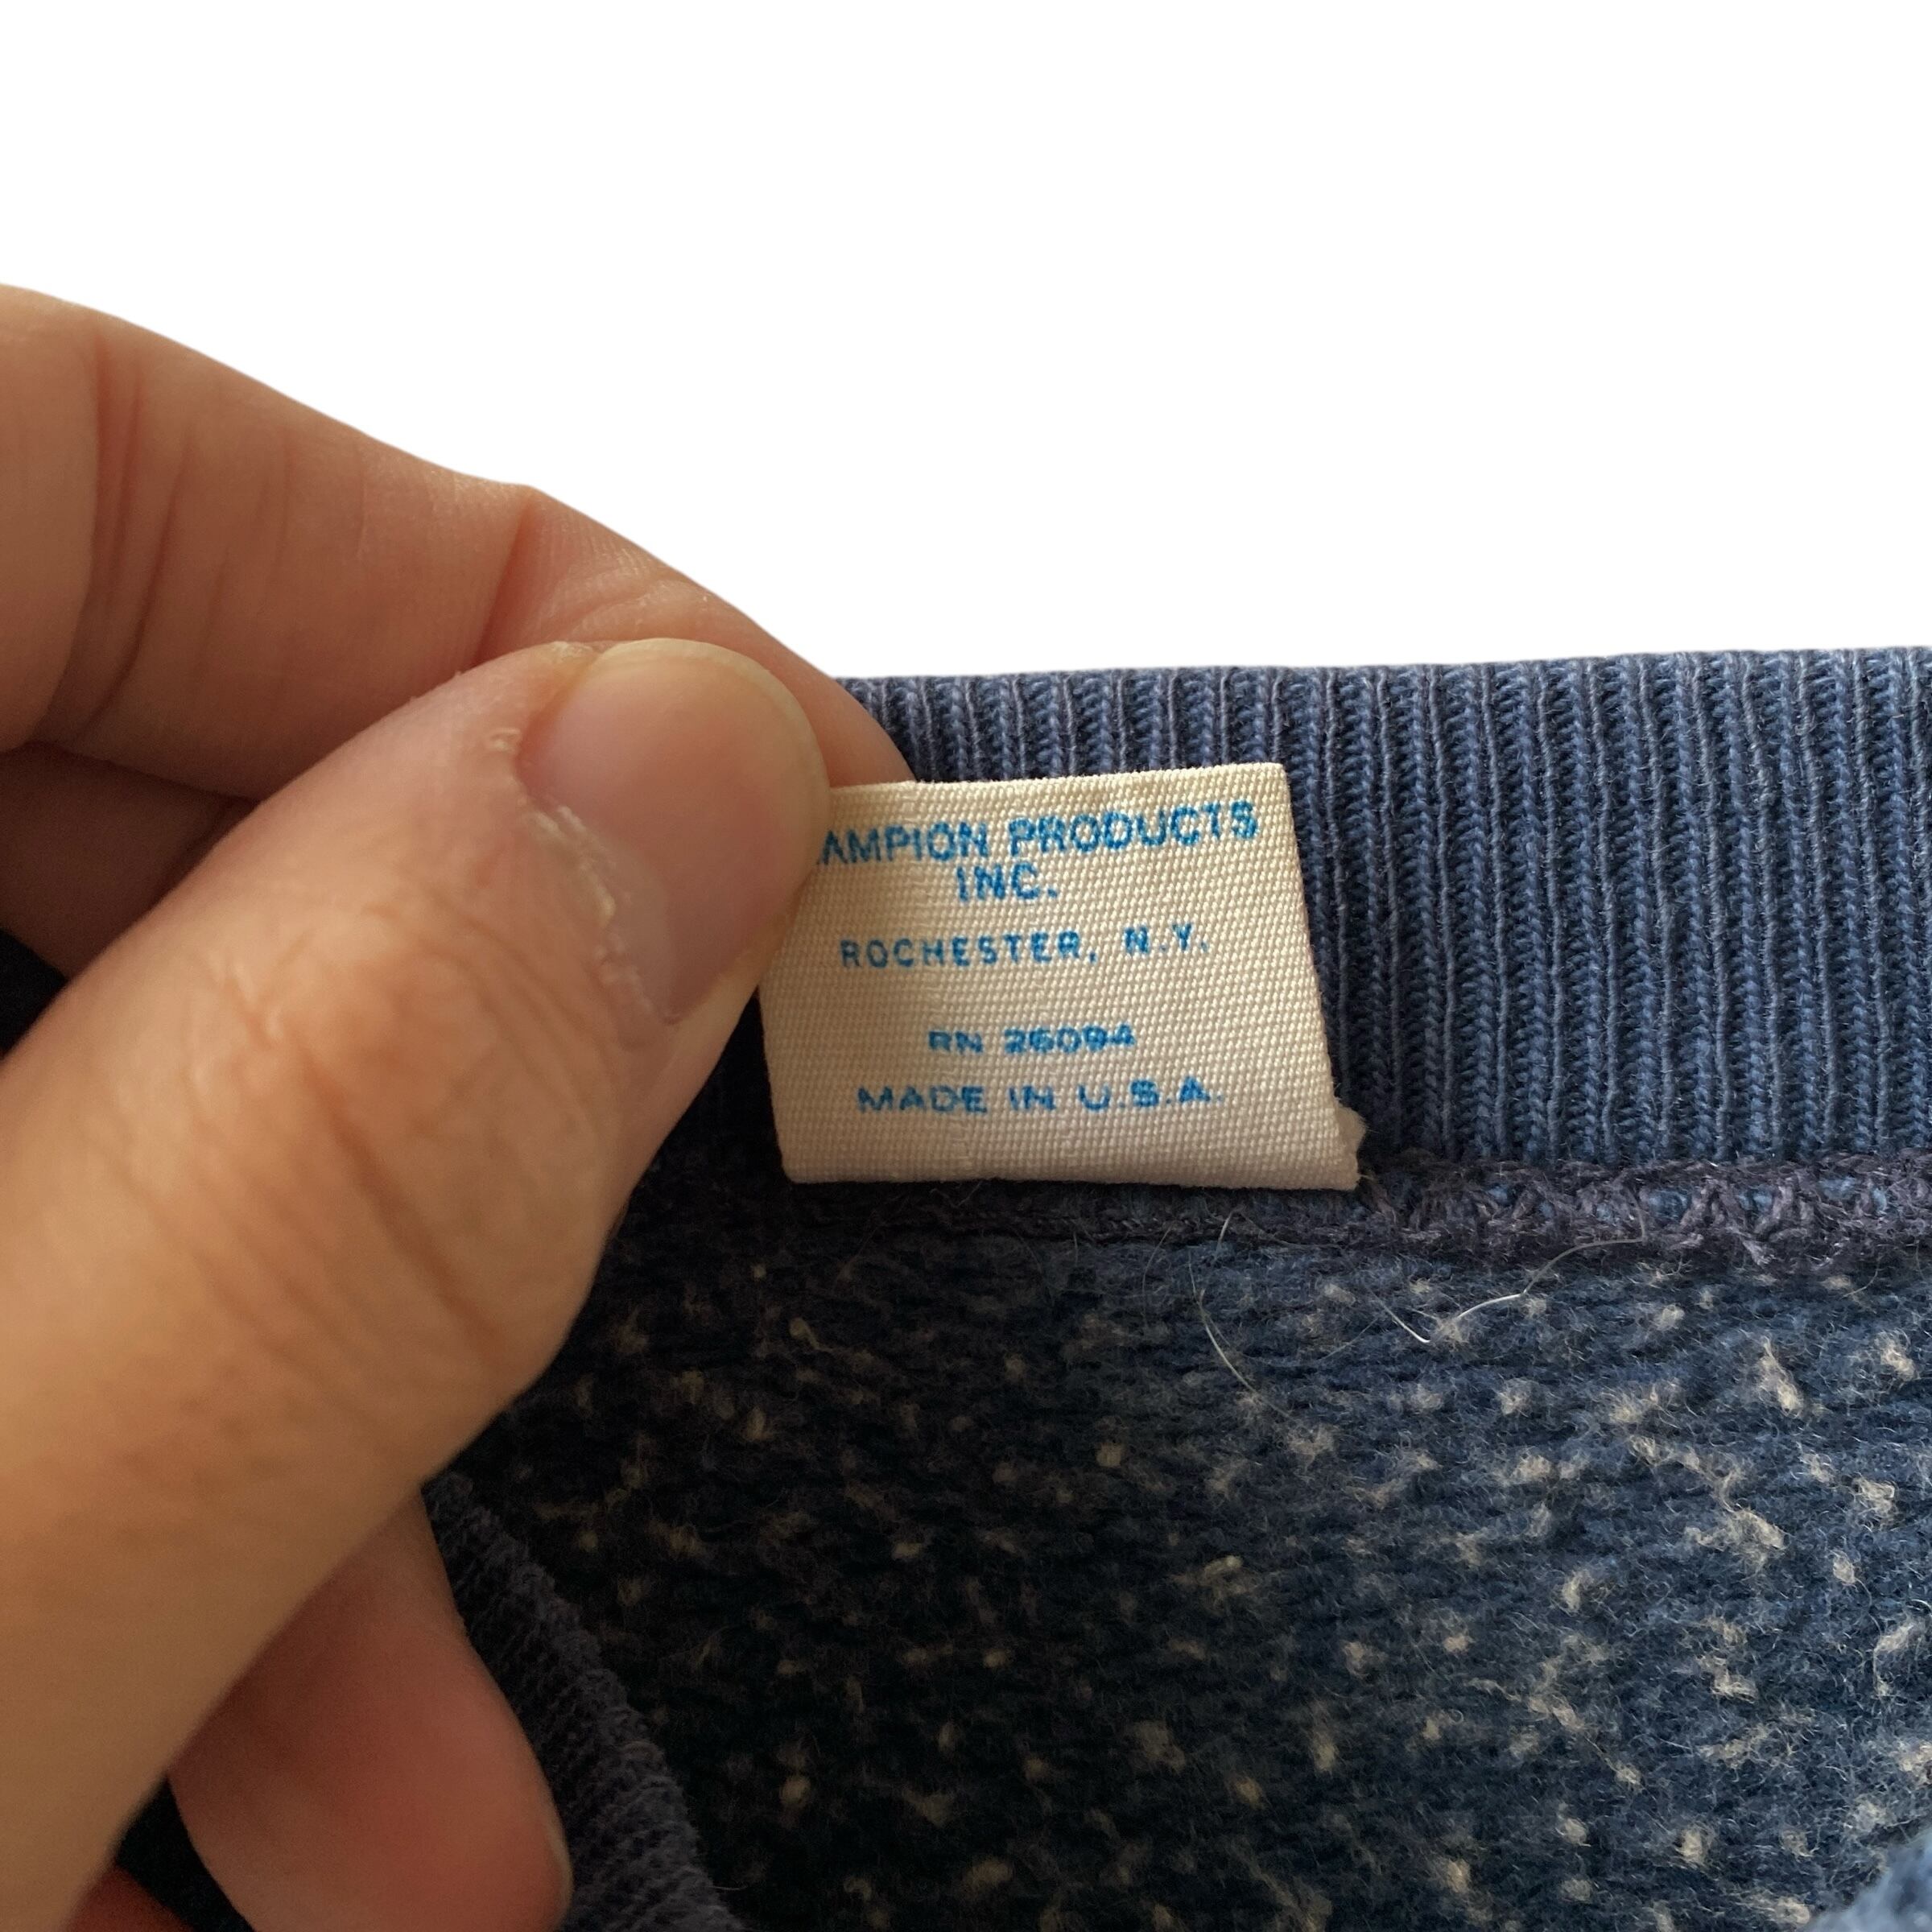 AMPION PRODUCTS
INC.
ROCHESTER, N.Y.
RN 26094
MADE IN U.S.A.